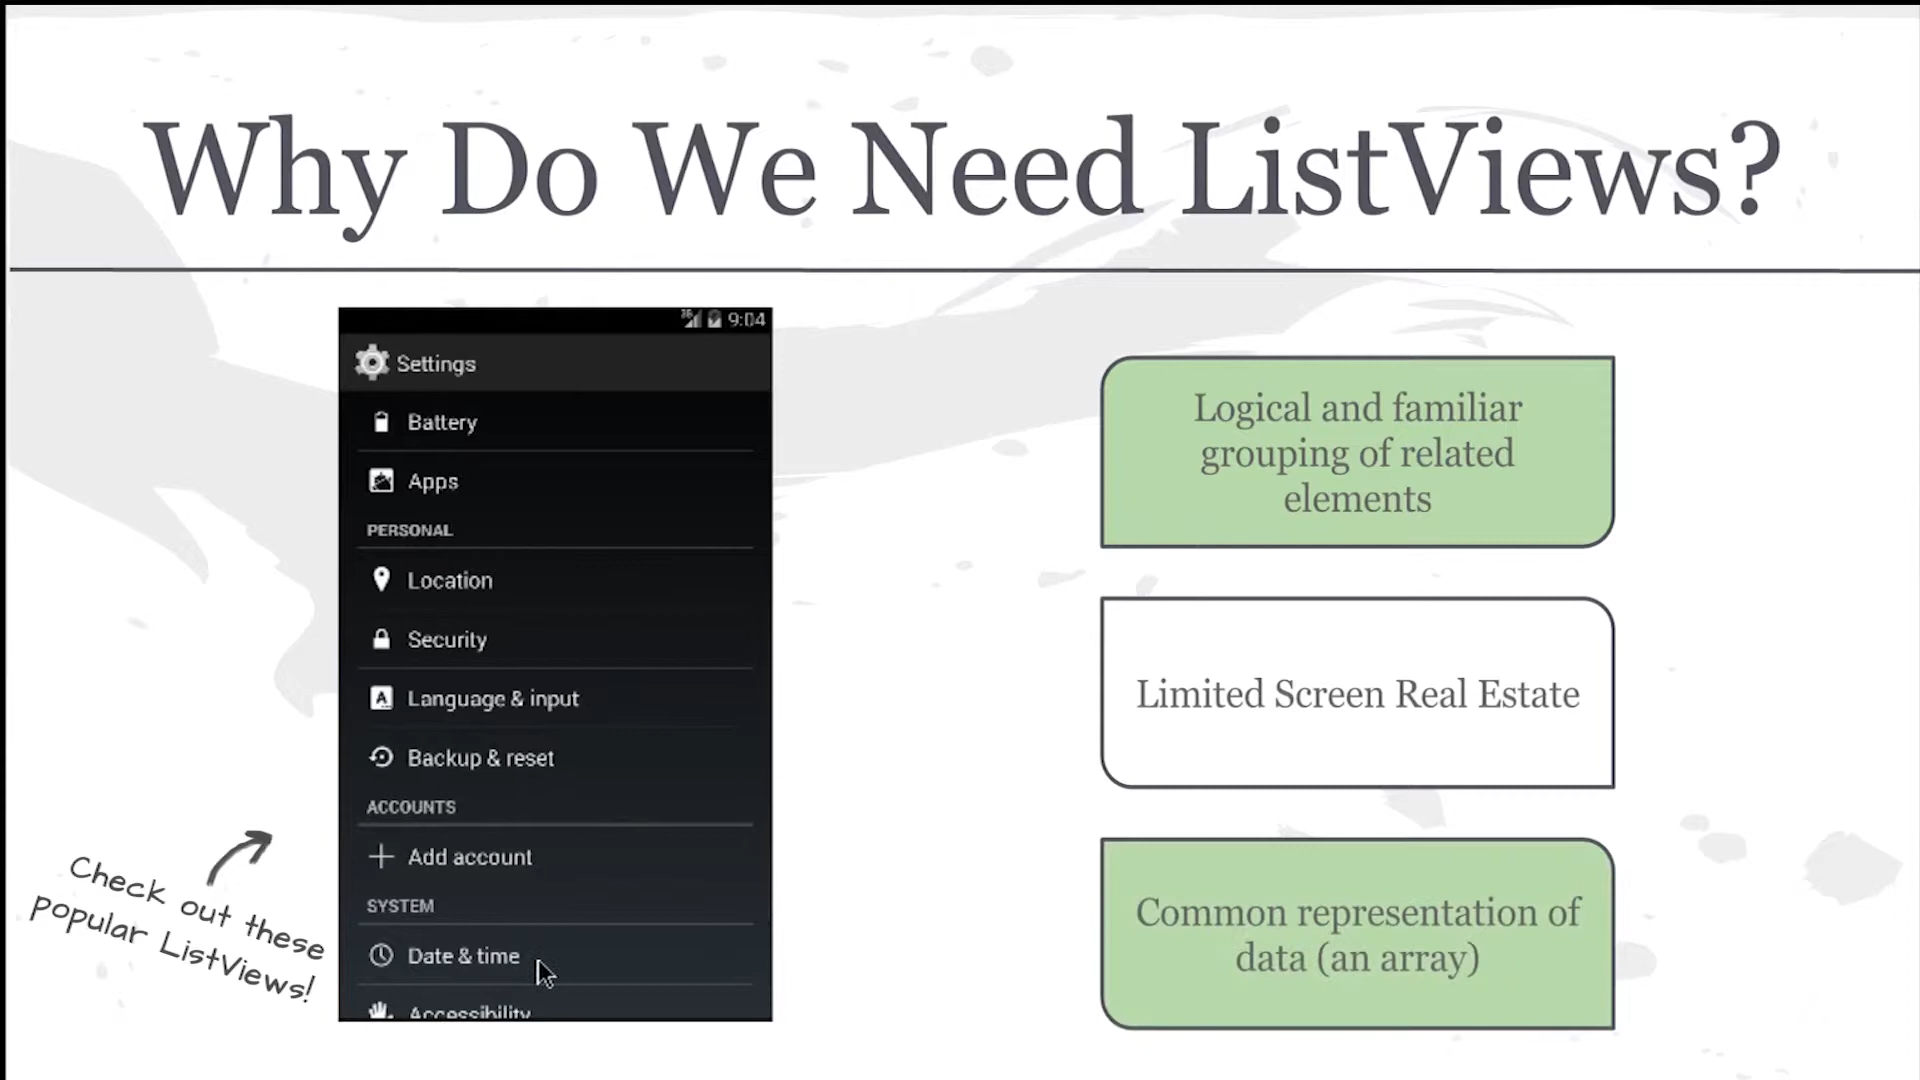 Why Do We Need ListViews?
9:04
Settings
Battery
Apps
PERSONAL
Location
Security
Language & input
Backup & reset
ACCOUNTS
Add account
SYSTEM
Date & time
Accessibility
Check out these
popular ListViews!
Logical and familiar
grouping of related
elements
Limited Screen Real Estate
Common representation of
data (an array)